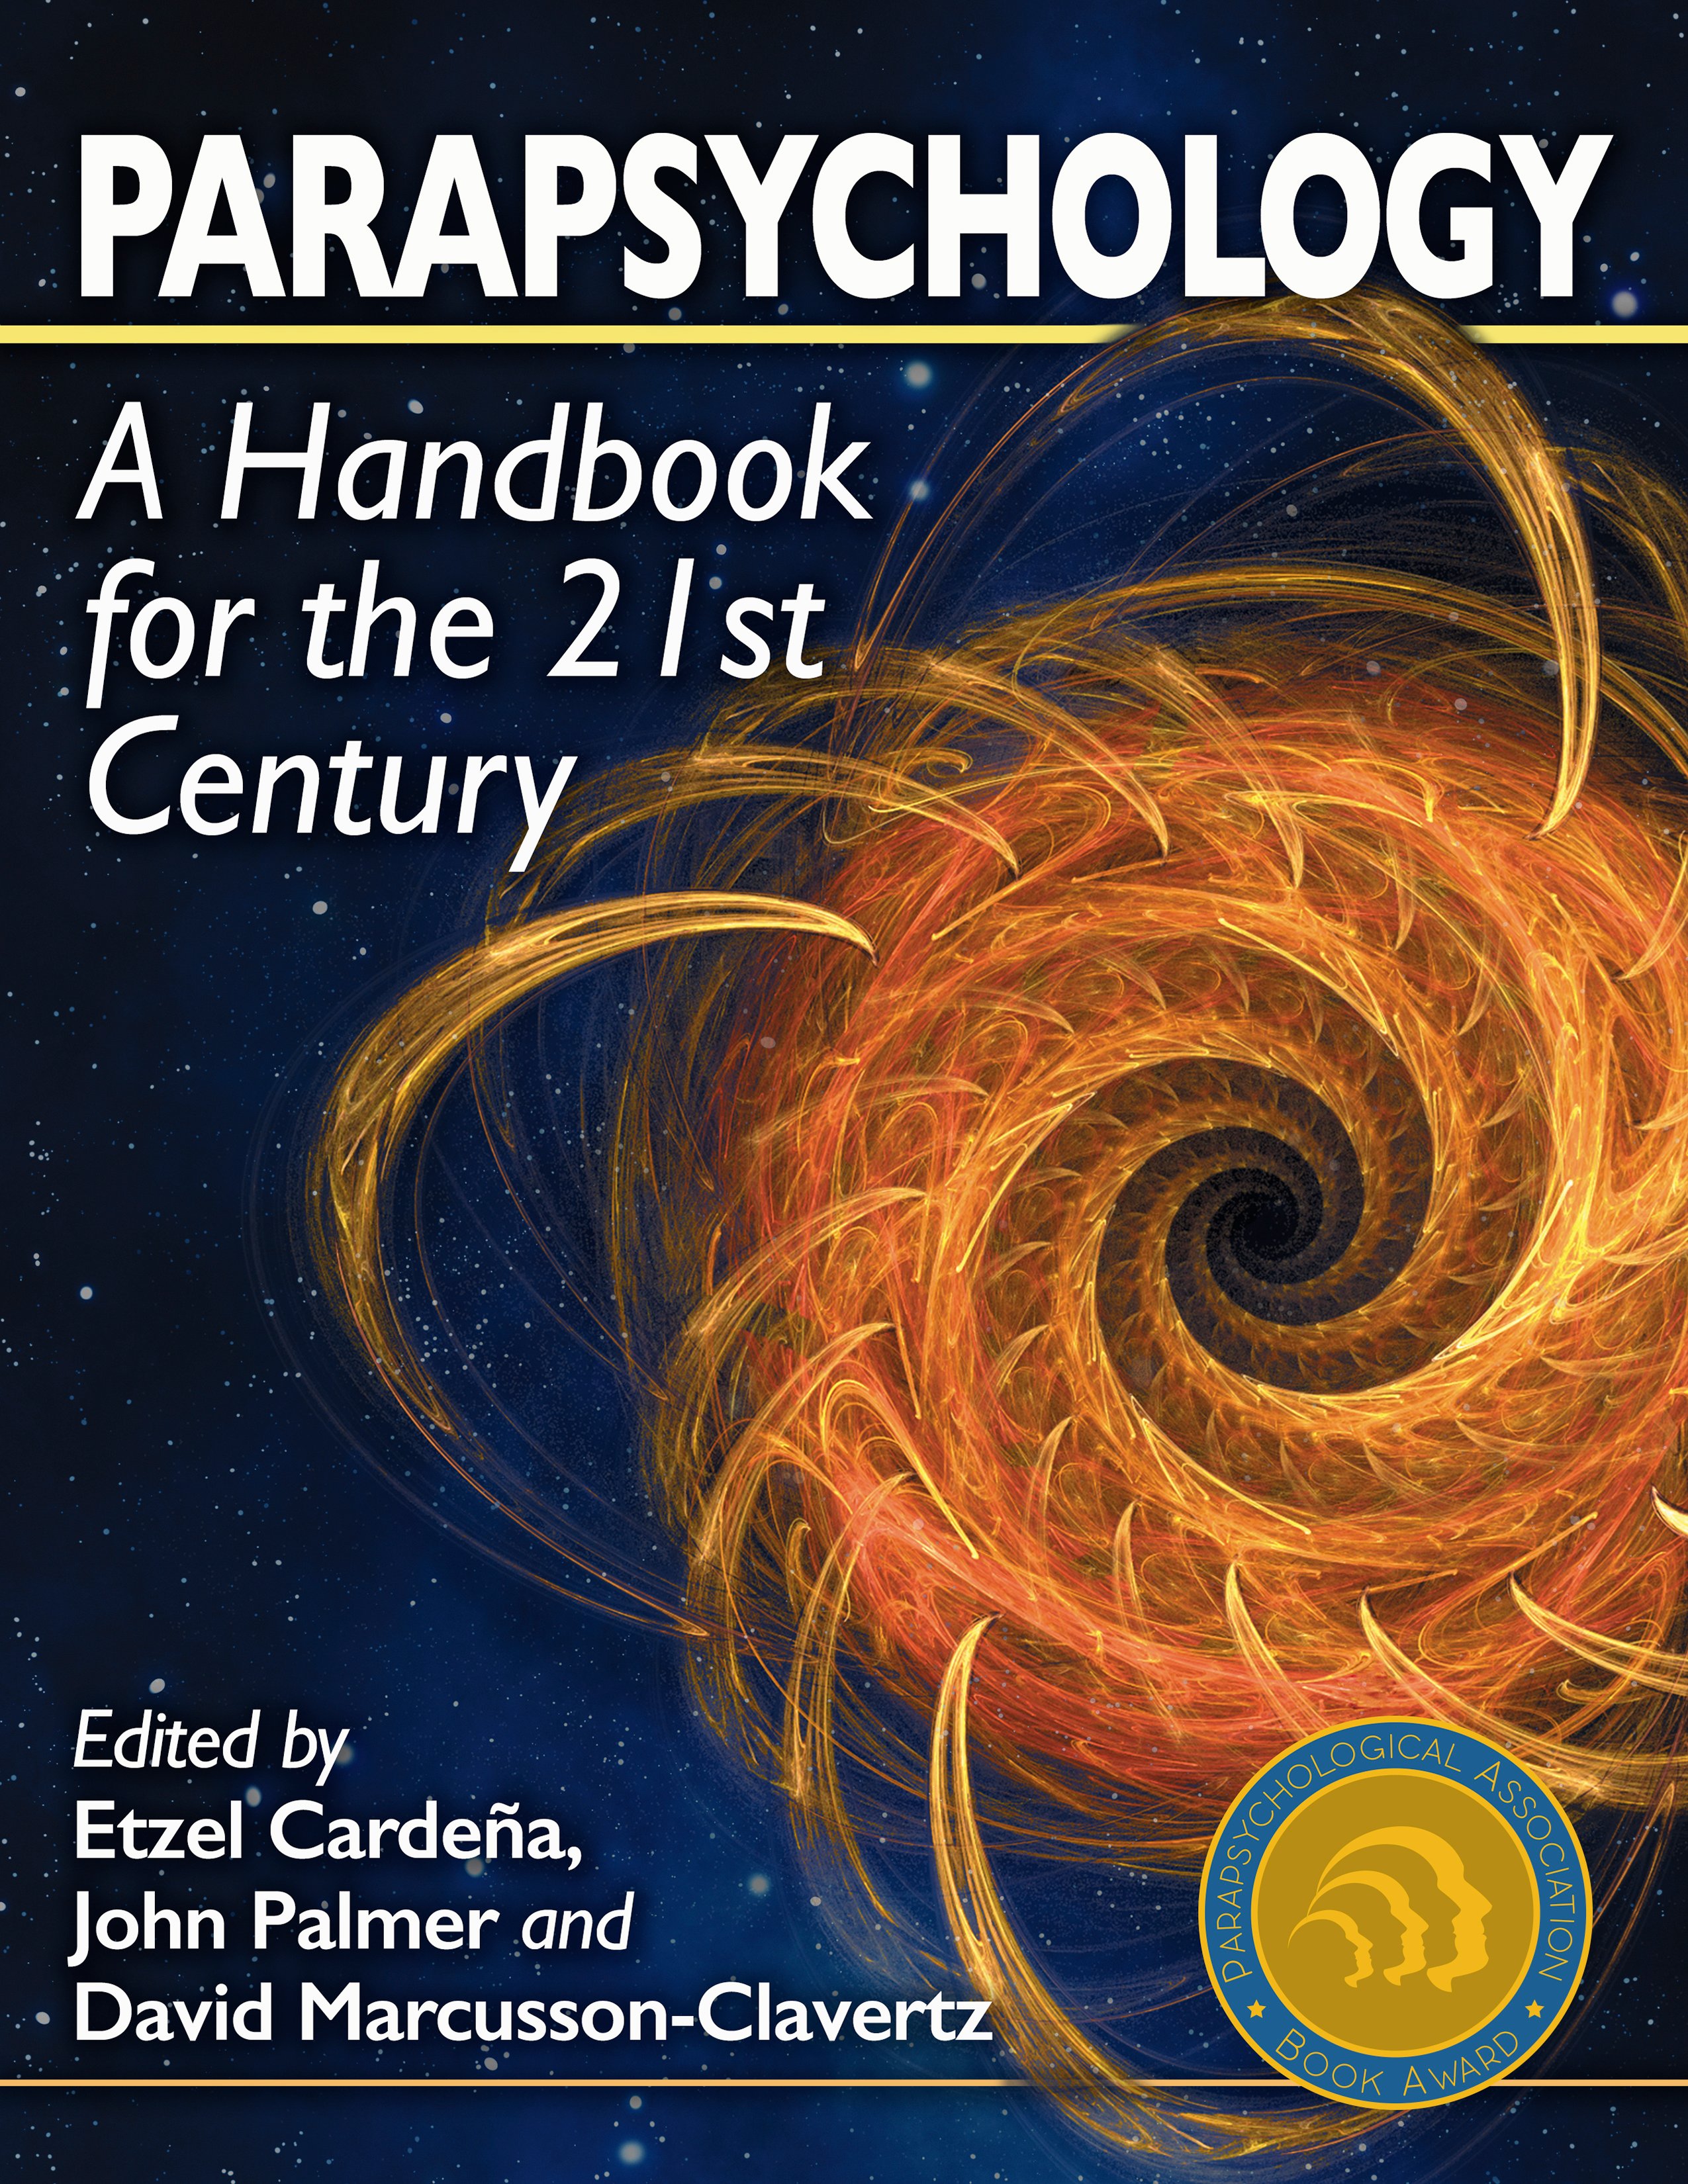 PARAPSYCHOLOGY
A Handbook
for the 21st
Century
Edited by
Etzel Cardeña,
John Palmer and
David Marcusson-Clavertz
PARAPSYCHOLOGICAL ASSOCIATION
BOOK AWARD